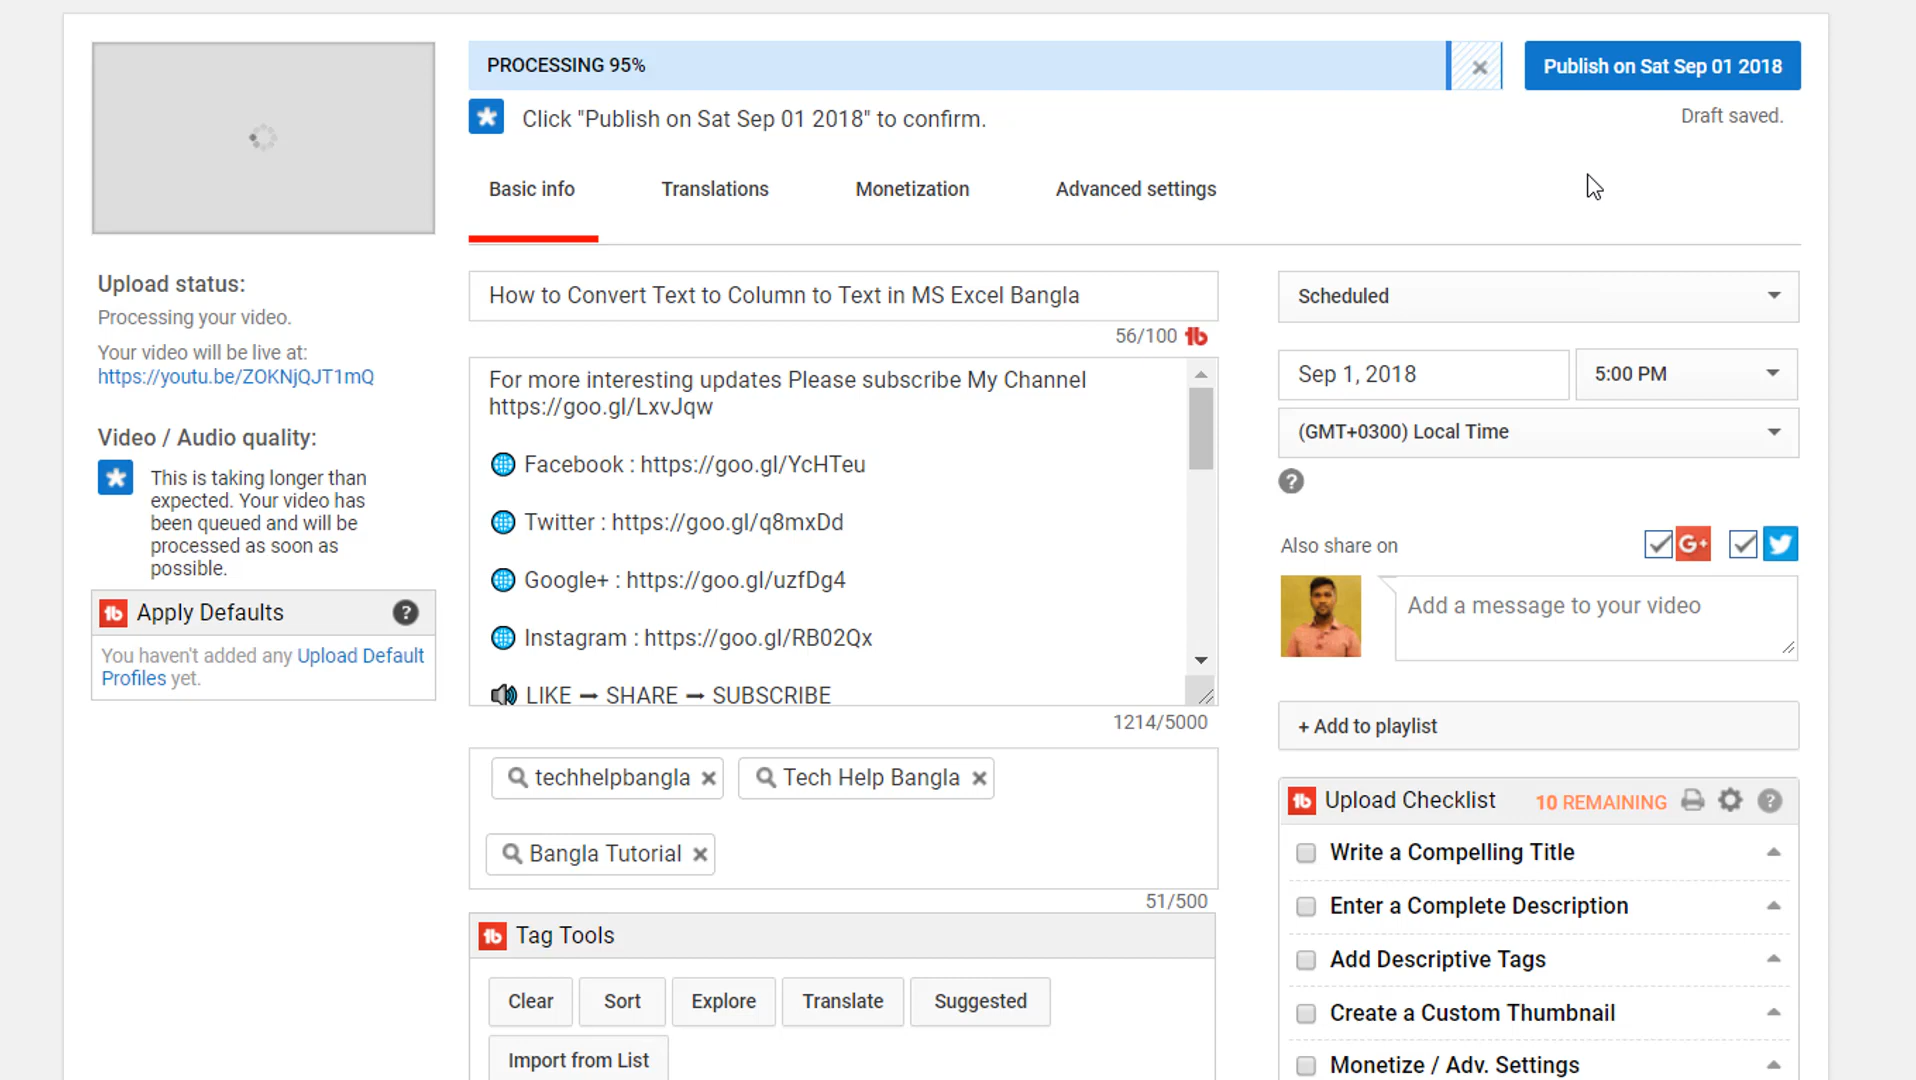 PROCESSING 95%
Publish on Sat Sep 01 2018
Click "Publish on Sat Sep 01 2018" to confirm.
Draft saved.
Basic info
Translations
Monetization
Advanced settings
Upload status:
Processing your video.
Your video will be live at:
https://youtu.be/ZOKNjQJT1mQ
Video / Audio quality:
This is taking longer than
expected. Your video has
been queued and will be
processed as soon as
possible.
Apply Defaults
You haven't added any Upload Default
Profiles yet.
How to Convert Text to Column to Text in MS Excel Bangla
56/100
For more interesting updates Please subscribe My Channel
https://goo.gl/LxvJqw
Facebook : https://goo.gl/YcHTeu
Twitter : https://goo.gl/q8mxDd
Google+ : https://goo.gl/uzfDg4
Instagram : https://goo.gl/RB02Qx
LIKE ➞ SHARE ➞ SUBSCRIBE
1214/5000
techhelpbangla
Tech Help Bangla
Bangla Tutorial
51/500
Tag Tools
Clear
Sort
Explore
Translate
Suggested
Import from List
Scheduled
Sep 1, 2018
5:00 PM
(GMT+0300) Local Time
Also share on
G+
Add a message to your video
+ Add to playlist
Upload Checklist
10 REMAINING
Write a Compelling Title
Enter a Complete Description
Add Descriptive Tags
Create a Custom Thumbnail
Monetize / Adv. Settings